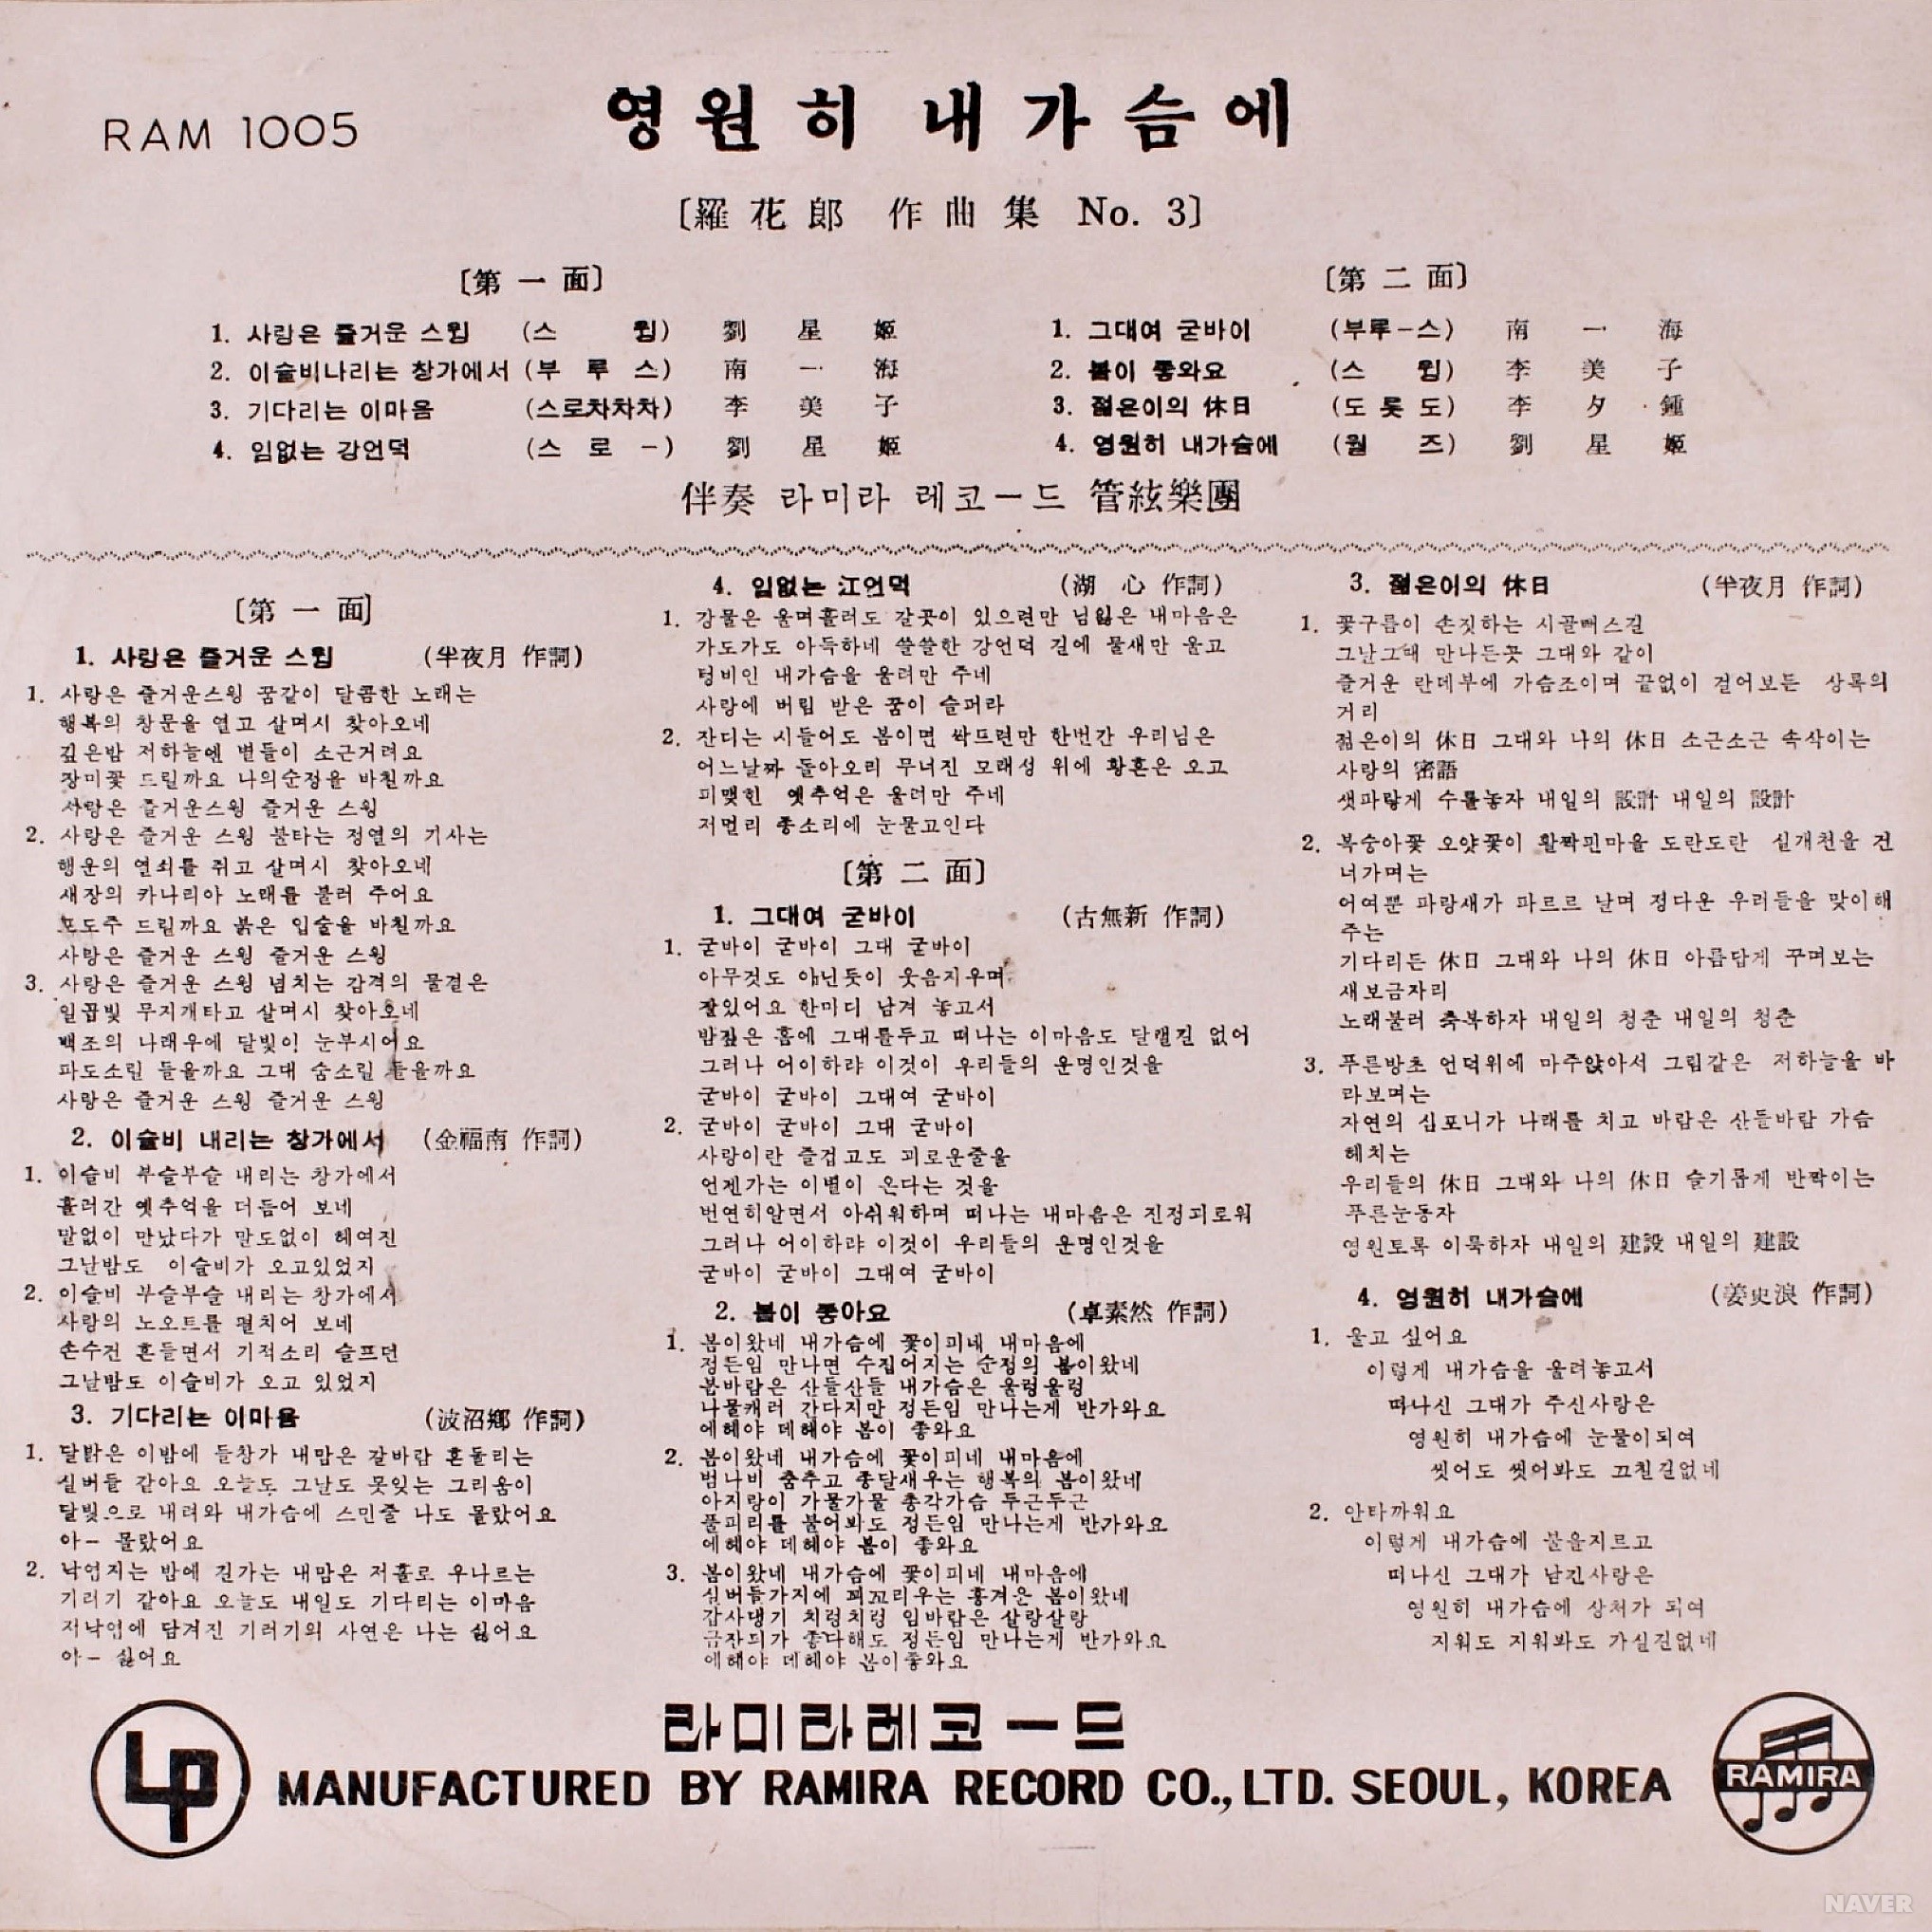 RAM 1005
영원히 내가슴에
〔羅花郎 作曲集 No. 3〕
〔第一面〕
1. 사랑은 즐거운 스윙 (스 윙) 劉星姬
2. 이슬비나리는 창가에서 (부루스) 南一海
3. 기다리는 이마음 (스로차차차) 李美子
4. 임없는 강언덕 (스로-) 劉星姬
〔第二面〕
1. 그대여 굳바이 (부루-스) 南一海
2. 봄이 좋와요 (스 윙) 李美子
3. 젊은이의 休日 (도롯도) 李夕鍾
4. 영원히 내가슴에 (월 즈) 劉星姬
伴奏 라미라 레코ー드 管絃樂團
〔第一面〕
1. 사랑은 즐거운 스윙 (半夜月 作詞)
1. 사랑은 즐거운스윙 꿈같이 달콤한 노래는
행복의 창문을 열고 살며시 찾아오네
깊은밤 저하늘엔 별들이 소근거려요
장미꽃 드릴까요 나의순정을 바칠까요
사랑은 즐거운스윙 즐거운 스윙
2. 사랑은 즐거운 스윙 불타는 정열의 기사는
행운의 열쇠를 쥐고 살며시 찾아오네
새장의 카나리아 노래를 불러 주어요
포도주 드릴까요 붉은 입술을 바칠까요
사랑은 즐거운 스윙 즐거운 스윙
3. 사랑은 즐거운 스윙 넘치는 감격의 물결은
일곱빛 무지개타고 살며시 찾아오네
백조의 나래우에 달빛이 눈부시어요
파도소릴 들을까요 그대 숨소릴 들을까요
사랑은 즐거운 스윙 즐거운 스윙
2. 이슬비 내리는 창가에서 (金福南 作詞)
1. 이슬비 부슬부슬 내리는 창가에서
흘러간 옛추억을 더듬어 보네
말없이 만났다가 말도없이 헤여진
그날밤도 이슬비가 오고있었지
2. 이슬비 부슬부슬 내리는 창가에서
사랑의 노오트를 펼치어 보네
손수건 흔들면서 기적소리 슬프던
그날밤도 이슬비가 오고 있었지
3. 기다리는 이마음 (波沼鄕 作詞)
1. 달밝은 이밤에 들창가 내맘은 갈바람 흔들리는
실버들 같아요 오늘도 그날도 못잊는 그리움이
달빛으로 내려와 내가슴에 스민줄 나도 몰랐어요
아- 몰랐어요
2. 낙엽지는 밤에 길가는 내맘은 저홀로 우나르는
기러기 같아요 오늘도 내일도 기다리는 이마음
저낙엽에 담겨진 기러기의 사연은 나는 싫어요
아- 싫어요
4. 임없는 江언덕 (湖心 作詞)
1. 강물은 울며흘러도 갈곳이 있으련만 님잃은 내마음은
가도가도 아득하네 쓸쓸한 강언덕 길에 물새만 울고
텅비인 내가슴을 울려만 주네
사랑에 버림 받은 꿈이 슬퍼라
2. 잔디는 시들어도 봄이면 싹드련만 한번간 우리님은
어느날짜 돌아오리 무너진 모래성 위에 황혼은 오고
피맺힌 옛추억은 울려만 주네
저멀리 종소리에 눈물고인다
〔第二面〕
1. 그대여 굳바이 (古無新 作詞)
1. 굳바이 굳바이 그대 굳바이
아무것도 아닌듯이 웃음지우며
잘있어요 한마디 남겨 놓고서
밤짚은 홈에 그대를두고 떠나는 이마음도 달랠길 없어
그러나 어이하랴 이것이 우리들의 운명인것을
굳바이 굳바이 그대여 굳바이
2. 굳바이 굳바이 그대 굳바이
사랑이란 즐겁고도 괴로운줄을
언젠가는 이별이 온다는 것을
번연히알면서 아쉬워하며 떠나는 내마음은 진정괴로워
그러나 어이하랴 이것이 우리들의 운명인것을
굳바이 굳바이 그대여 굳바이
2. 봄이 좋아요 (卓素然 作詞)
1. 봄이왔네 내가슴에 꽃이피네 내마음에
정든임 만나면 수집어지는 순정의 봄이왔네
봄바람은 산들산들 내가슴은 울렁울렁
나물캐러 간다지만 정든임 만나는게 반가와요
에헤야 데헤야 봄이 좋와요
2. 봄이왔네 내가슴에 꽃이피네 내마음에
범나비 춤추고 종달새우는 행복의 봄이왔네
아지랑이 가물가물 총각가슴 두근두근
풀피리를 불어봐도 정든임 만나는게 반가와요
에헤야 데헤야 봄이 좋와요
3. 봄이왔네 내가슴에 꽃이피네 내마음에
실버들가지에 꾀꼬리우는 흥겨운 봄이왔네
갑사댕기 치렁치렁 임바람은 살랑살랑
금잔듸가 좋다해도 정든임 만나는게 반가와요
에헤야 데헤야 봄이좋와요
3. 젊은이의 休日 (半夜月 作詞)
1. 꽃구름이 손짓하는 시골뻐스길
그날그때 만나든곳 그대와 같이
즐거운 란데부에 가슴조이며 끝없이 걸어보든 상록의
거리
젊은이의 休日 그대와 나의 休日 소근소근 속삭이는
사랑의 密語
샛파랗게 수를놓자 내일의 設計 내일의 設計
2. 복숭아꽃 오얏꽃이 활짝핀마을 도란도란 실개천을 건
너가며는
어여쁜 파랑새가 파르르 날며 정다운 우리들을 맞이해
주는
기다리든 休日 그대와 나의 休日 아름답게 꾸며보는
새보금자리
노래불러 축복하자 내일의 청춘 내일의 청춘
3. 푸른방초 언덕위에 마주앉아서 그림같은 저하늘을 바
라보며는
자연의 심포니가 나래를 치고 바람은 산들바람 가슴
헤치는
우리들의 休日 그대와 나의 休日 슬기롭게 반짝이는
푸른눈동자
영원토록 이룩하자 내일의 建設 내일의 建設
4. 영원히 내가슴에 (姜史浪 作詞)
1. 울고 싶어요
이렇게 내가슴을 울려놓고서
떠나신 그대가 주신사랑은
영원히 내가슴에 눈물이되여
씻어도 씻어봐도 끄칠길없네
2. 안타까워요
이렇게 내가슴에 불을지르고
떠나신 그대가 남긴사랑은
영원히 내가슴에 상처가 되여
지워도 지워봐도 가실길없네
라미라레코ー드
LP
MANUFACTURED BY RAMIRA RECORD CO., LTD. SEOUL, KOREA
RAMIRA
NAVER